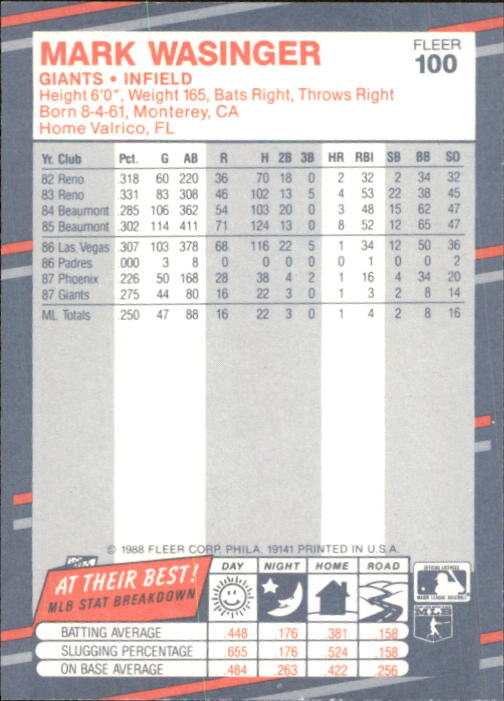 MARK WASINGER
GIANTS • INFIELD
Height 6'0", Weight 165, Bats Right, Throws Right
Born 8-4-61, Monterey, CA
Home Valrico, FL
FLEER
100
Yr. Club Pct. G AB R H 2B 3B HR RBI SB BB SO
82 Reno .318 60 220 36 70 18 0 2 32 2 34 32
83 Reno .331 83 308 46 102 13 5 4 53 22 38 45
84 Beaumont .285 106 362 54 103 20 0 3 48 15 62 47
85 Beaumont .302 114 411 71 124 13 0 8 52 12 65 47
86 Las Vegas .307 103 378 68 116 22 5 1 34 12 50 36
86 Padres .000 3 8 0 0 0 0 0 1 0 0 2
87 Phoenix .226 50 168 28 38 4 2 1 16 4 34 20
87 Giants .275 44 80 16 22 3 0 1 3 2 8 14
ML Totals .250 47 88 16 22 3 0 1 4 2 8 16
© 1988 FLEER CORP. PHILA. 19141 PRINTED IN U.S.A.
AT THEIR BEST!
MLB STAT BREAKDOWN
DAY NIGHT HOME ROAD
BATTING AVERAGE .448 .176 .381 .158
SLUGGING PERCENTAGE .655 .176 .524 .158
ON BASE AVERAGE .484 .263 .422 .256
OFFICIAL LICENSEE
MAJOR LEAGUE BASEBALL